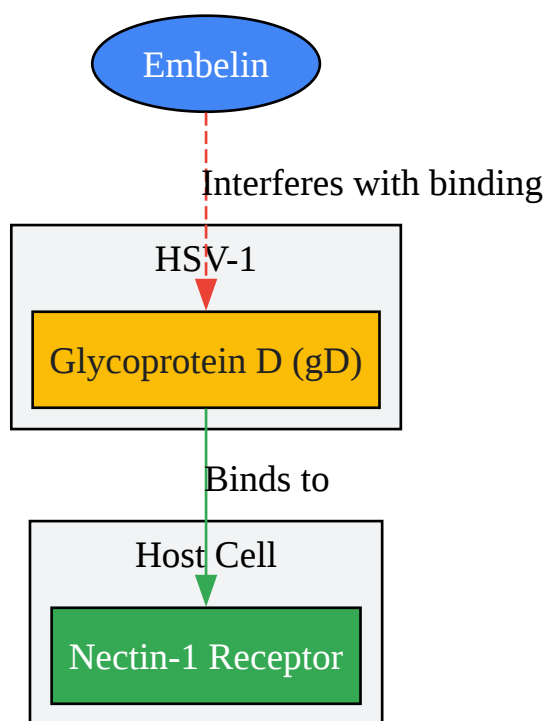 Embelin
Interferes with binding
HSV-1
Glycoprotein D (gD)
Binds to
Host Cell
Nectin-1 Receptor